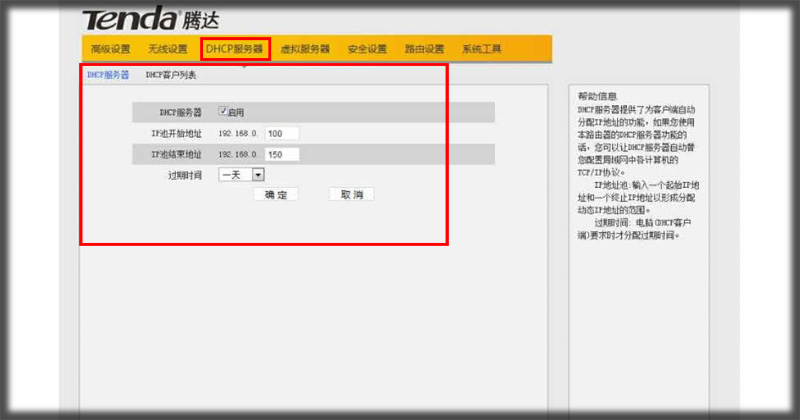 Tenda 腾达
高级设置 无线设置 DHCP服务器 虚拟服务器 安全设置 路由设置 系统工具
DHCP服务器 DHCP客户列表
DHCP服务器 启用
IP池开始地址 192.168.0. 100
IP池结束地址 192.168.0. 150
过期时间 一天
确定 取消
帮助信息
DHCP服务器提供了为客户端自动
分配IP地址的功能，如果您使用
本路由器的DHCP服务器功能的
话，您可以让DHCP服务器自动替
您配置局域网中各计算机的
TCP/IP协议。
IP地址池:输入一个起始IP地
址和一个终止IP地址以形成分配
动态IP地址的范围。
过期时间: 电脑(DHCP客户
端)要求时才分配过期时间。